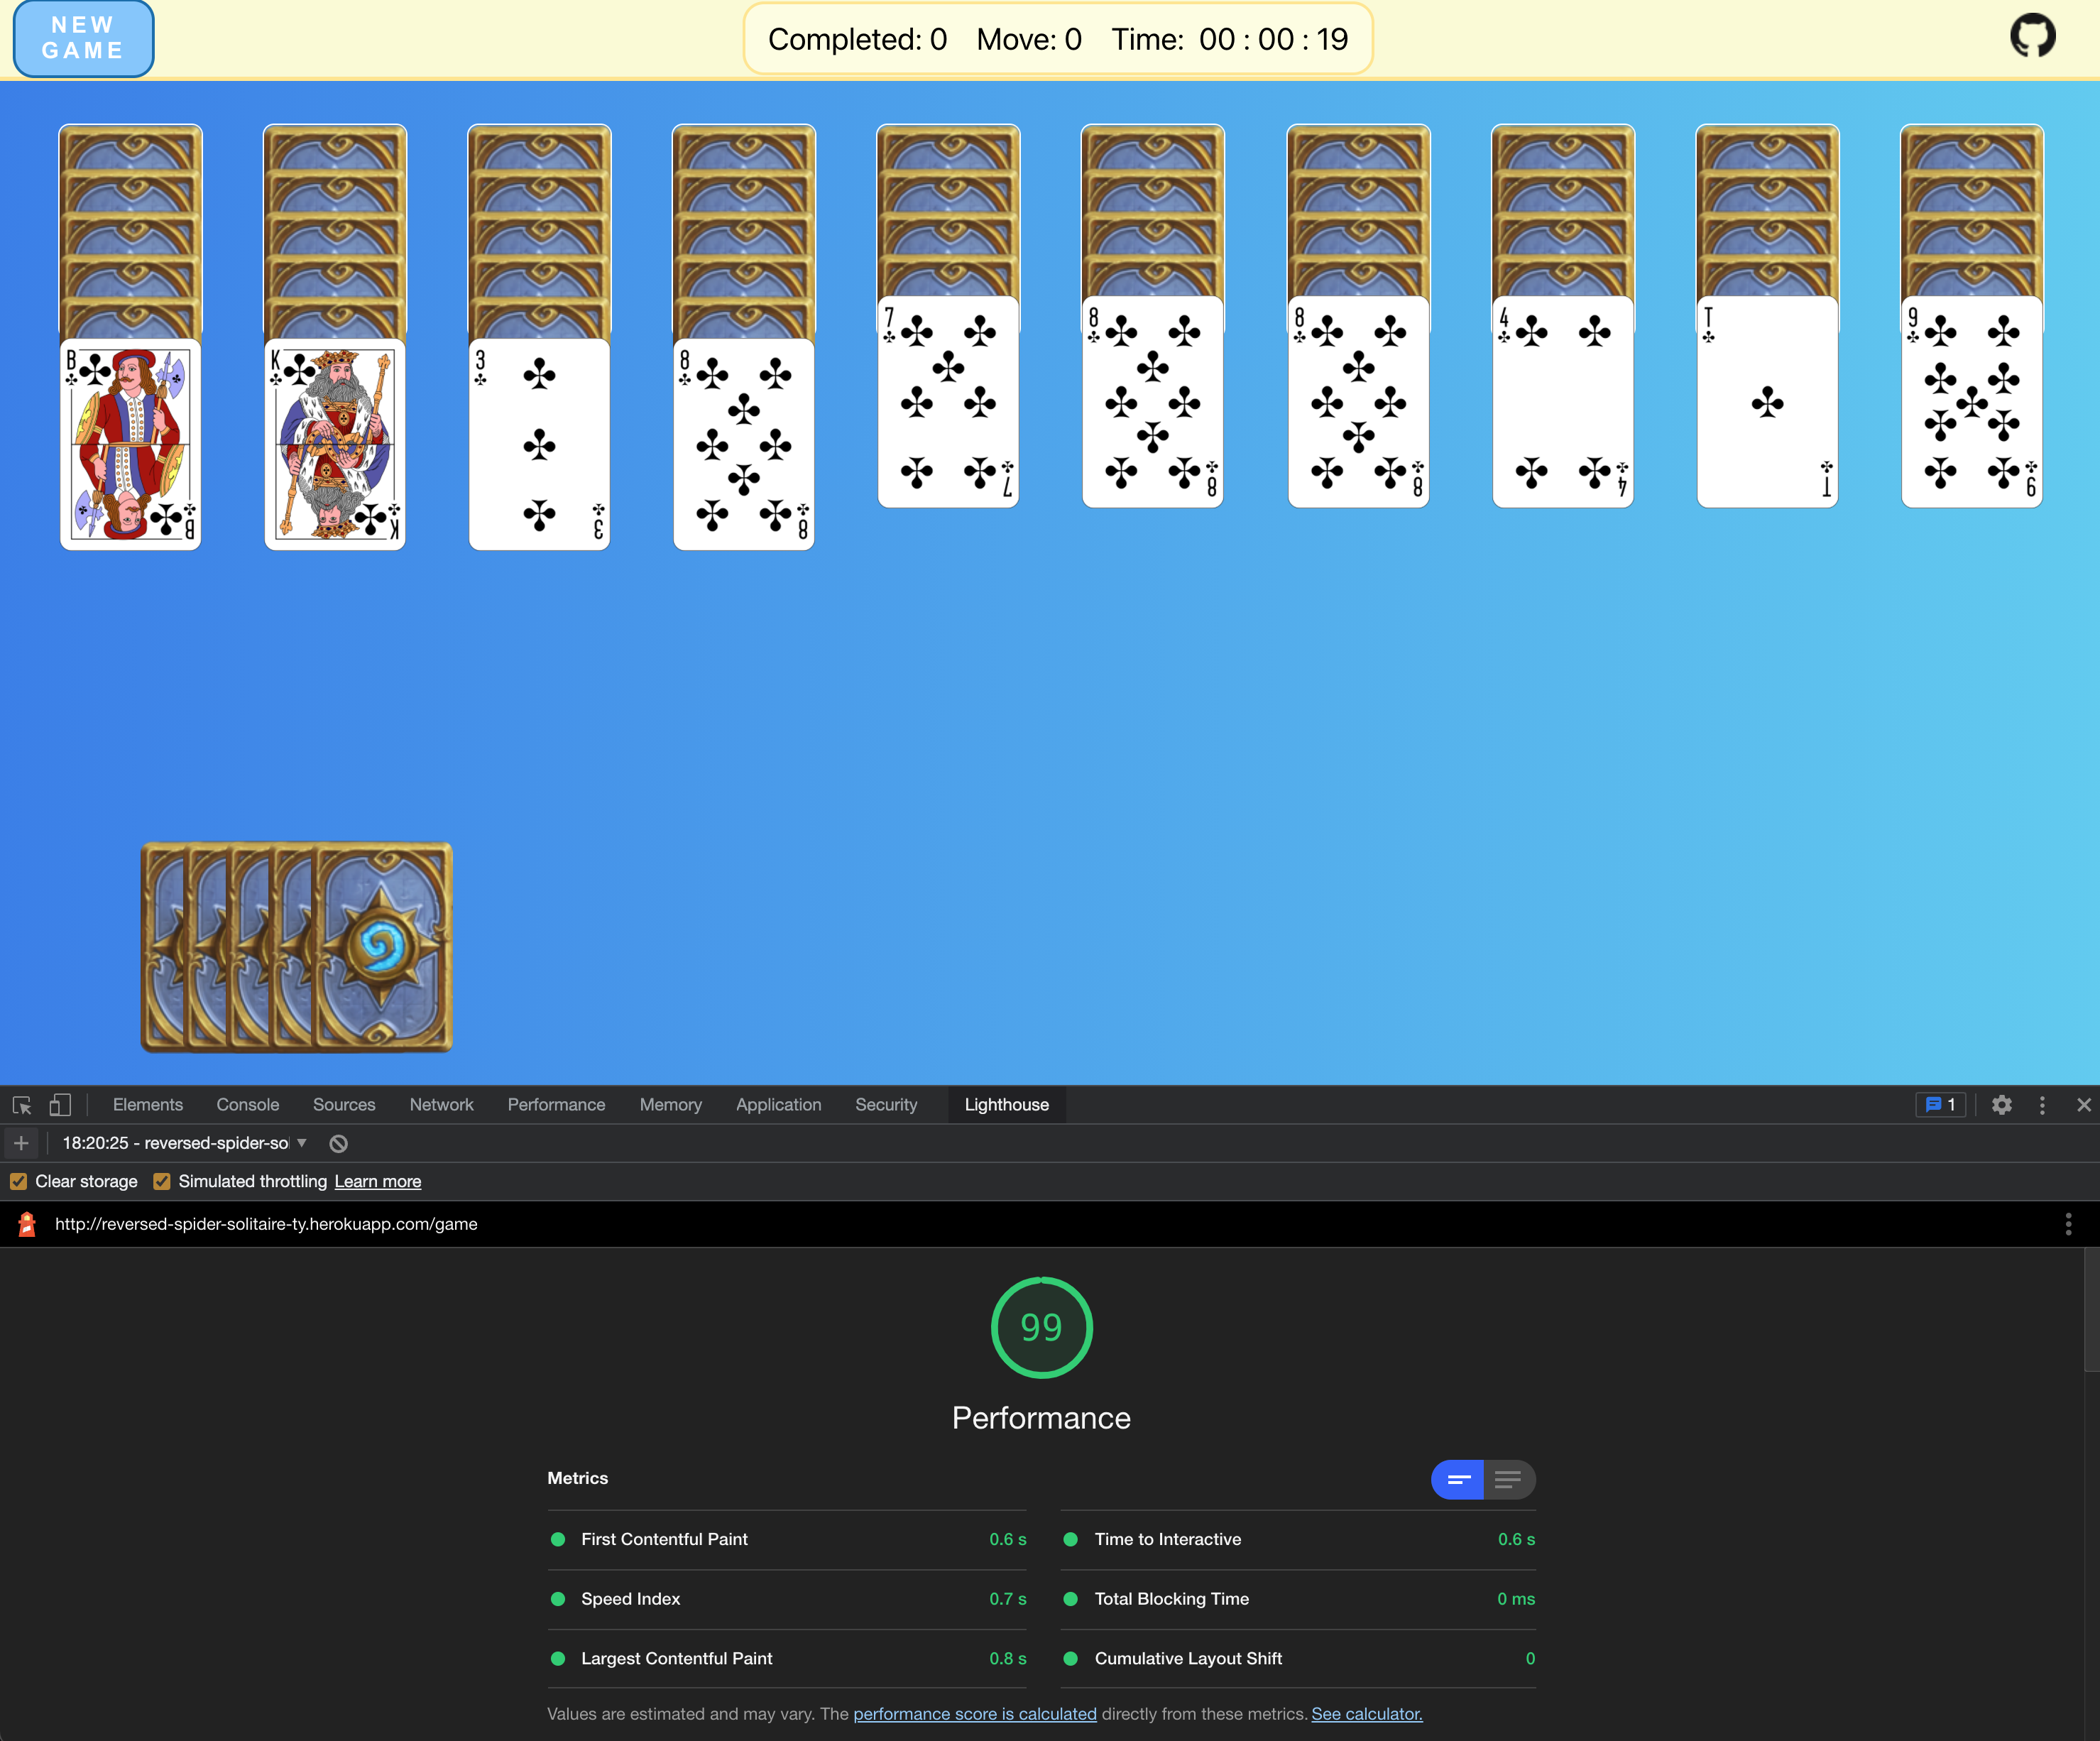 NEW
GAME
Completed: 0 Move: 0 Time: 00 : 00 : 19
B K 3 8 7 8 8 4 T 9
B K 3 8 7 8 8 4 T 9
Elements Console Sources Network Performance Memory Application Security Lighthouse 1
18:20:25 - reversed-spider-so
Clear storage Simulated throttling Learn more
http://reversed-spider-solitaire-ty.herokuapp.com/game
99
Performance
Metrics
First Contentful Paint 0.6 s
Time to Interactive 0.6 s
Speed Index 0.7 s
Total Blocking Time 0 ms
Largest Contentful Paint 0.8 s
Cumulative Layout Shift 0
Values are estimated and may vary. The performance score is calculated directly from these metrics. See calculator.